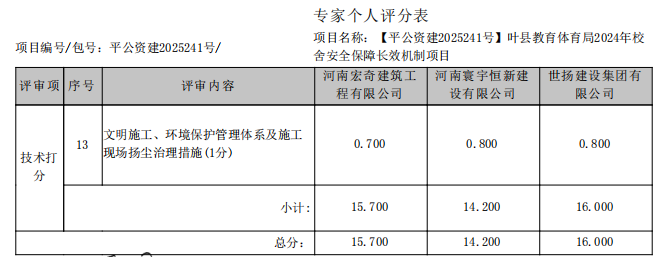 专家个人评分表
项目编号/包号: 平公资建2025241号/
项目名称: 【平公资建2025241号】叶县教育体育局2024年校
舍安全保障长效机制项目
评审项 序号 评审内容 河南宏奇建筑工 河南寰宇恒新建 世扬建设集团有
程有限公司 设有限公司 限公司
技术打
分
13 文明施工、环境保护管理体系及施工 0.700 0.800 0.800
现场扬尘治理措施(1分)
小计: 15.700 14.200 16.000
总分: 15.700 14.200 16.000